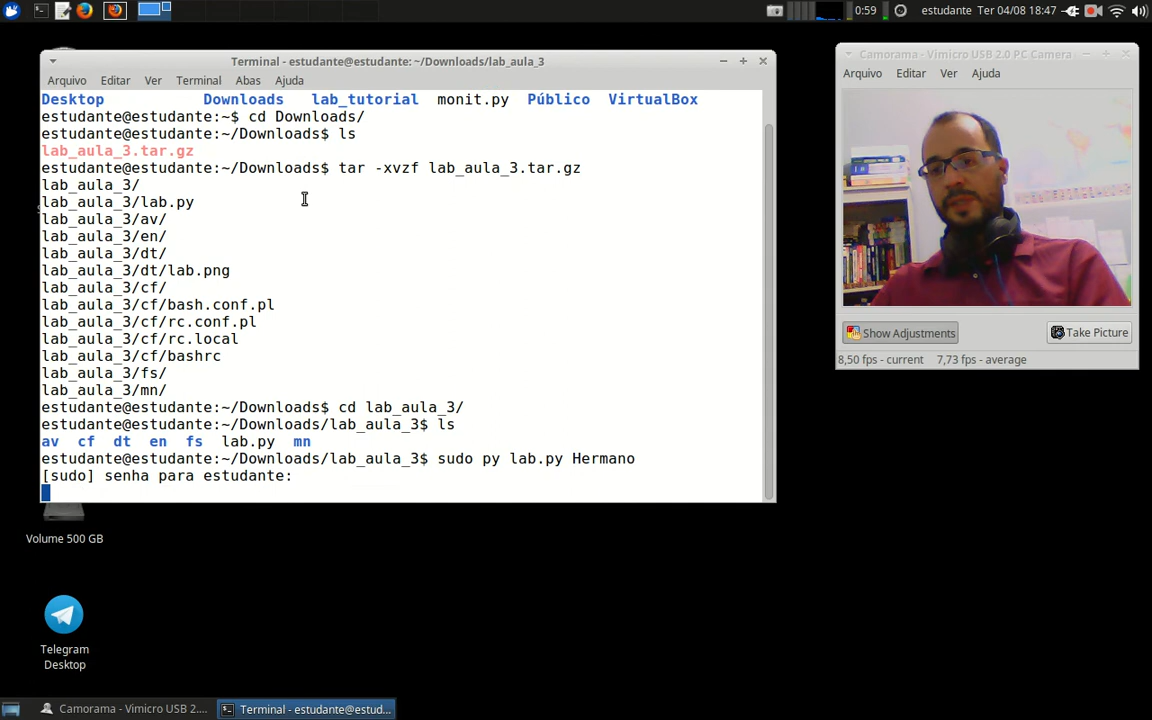 0:59
estudante Ter 04/08 18:47
Terminal - estudante@estudante: ~/Downloads/lab_aula_3
Arquivo Editar Ver Terminal Abas Ajuda
Desktop Downloads lab_tutorial monit.py Público VirtualBox
estudante@estudante:~$ cd Downloads/
estudante@estudante:~/Downloads$ ls
lab_aula_3.tar.gz
estudante@estudante:~/Downloads$ tar -xvzf lab_aula_3.tar.gz
lab_aula_3/
lab_aula_3/lab.py
lab_aula_3/av/
lab_aula_3/en/
lab_aula_3/dt/
lab_aula_3/dt/lab.png
lab_aula_3/cf/
lab_aula_3/cf/bash.conf.pl
lab_aula_3/cf/rc.conf.pl
lab_aula_3/cf/rc.local
lab_aula_3/cf/bashrc
lab_aula_3/fs/
lab_aula_3/mn/
estudante@estudante:~/Downloads$ cd lab_aula_3/
estudante@estudante:~/Downloads/lab_aula_3$ ls
av cf dt en fs lab.py mn
estudante@estudante:~/Downloads/lab_aula_3$ sudo py lab.py Hermano
[sudo] senha para estudante:
Camorama - Vimicro USB 2.0 PC Camera
Arquivo Editar Ver Ajuda
Show Adjustments
Take Picture
8,50 fps - current 7,73 fps - average
Volume 500 GB
Telegram
Desktop
Camorama - Vimicro USB 2....
Terminal - estudante@estud...